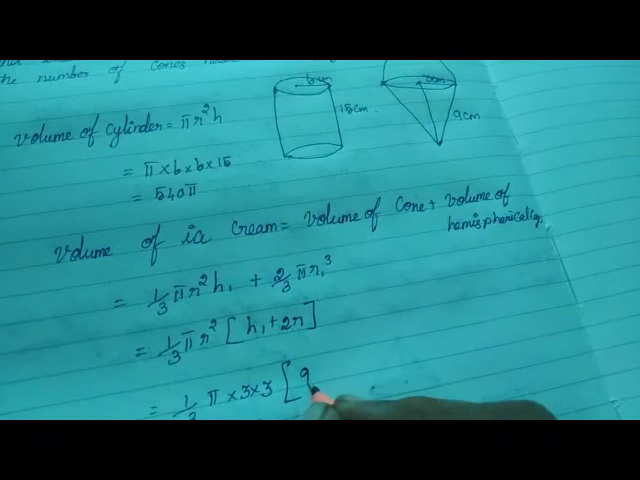 the number of cones
6cm
3cm
15cm
9cm
Volume of cylinder = πr²h
= π × 6 × 6 × 15
= 540π
Volume of ice cream = Volume of cone + Volume of
hemispherical
= 1/3 πr²h₁ + 2/3 πr₁³
= 1/3 πr² [h₁ + 2r]
= 1/3 π × 3 × 3 [9